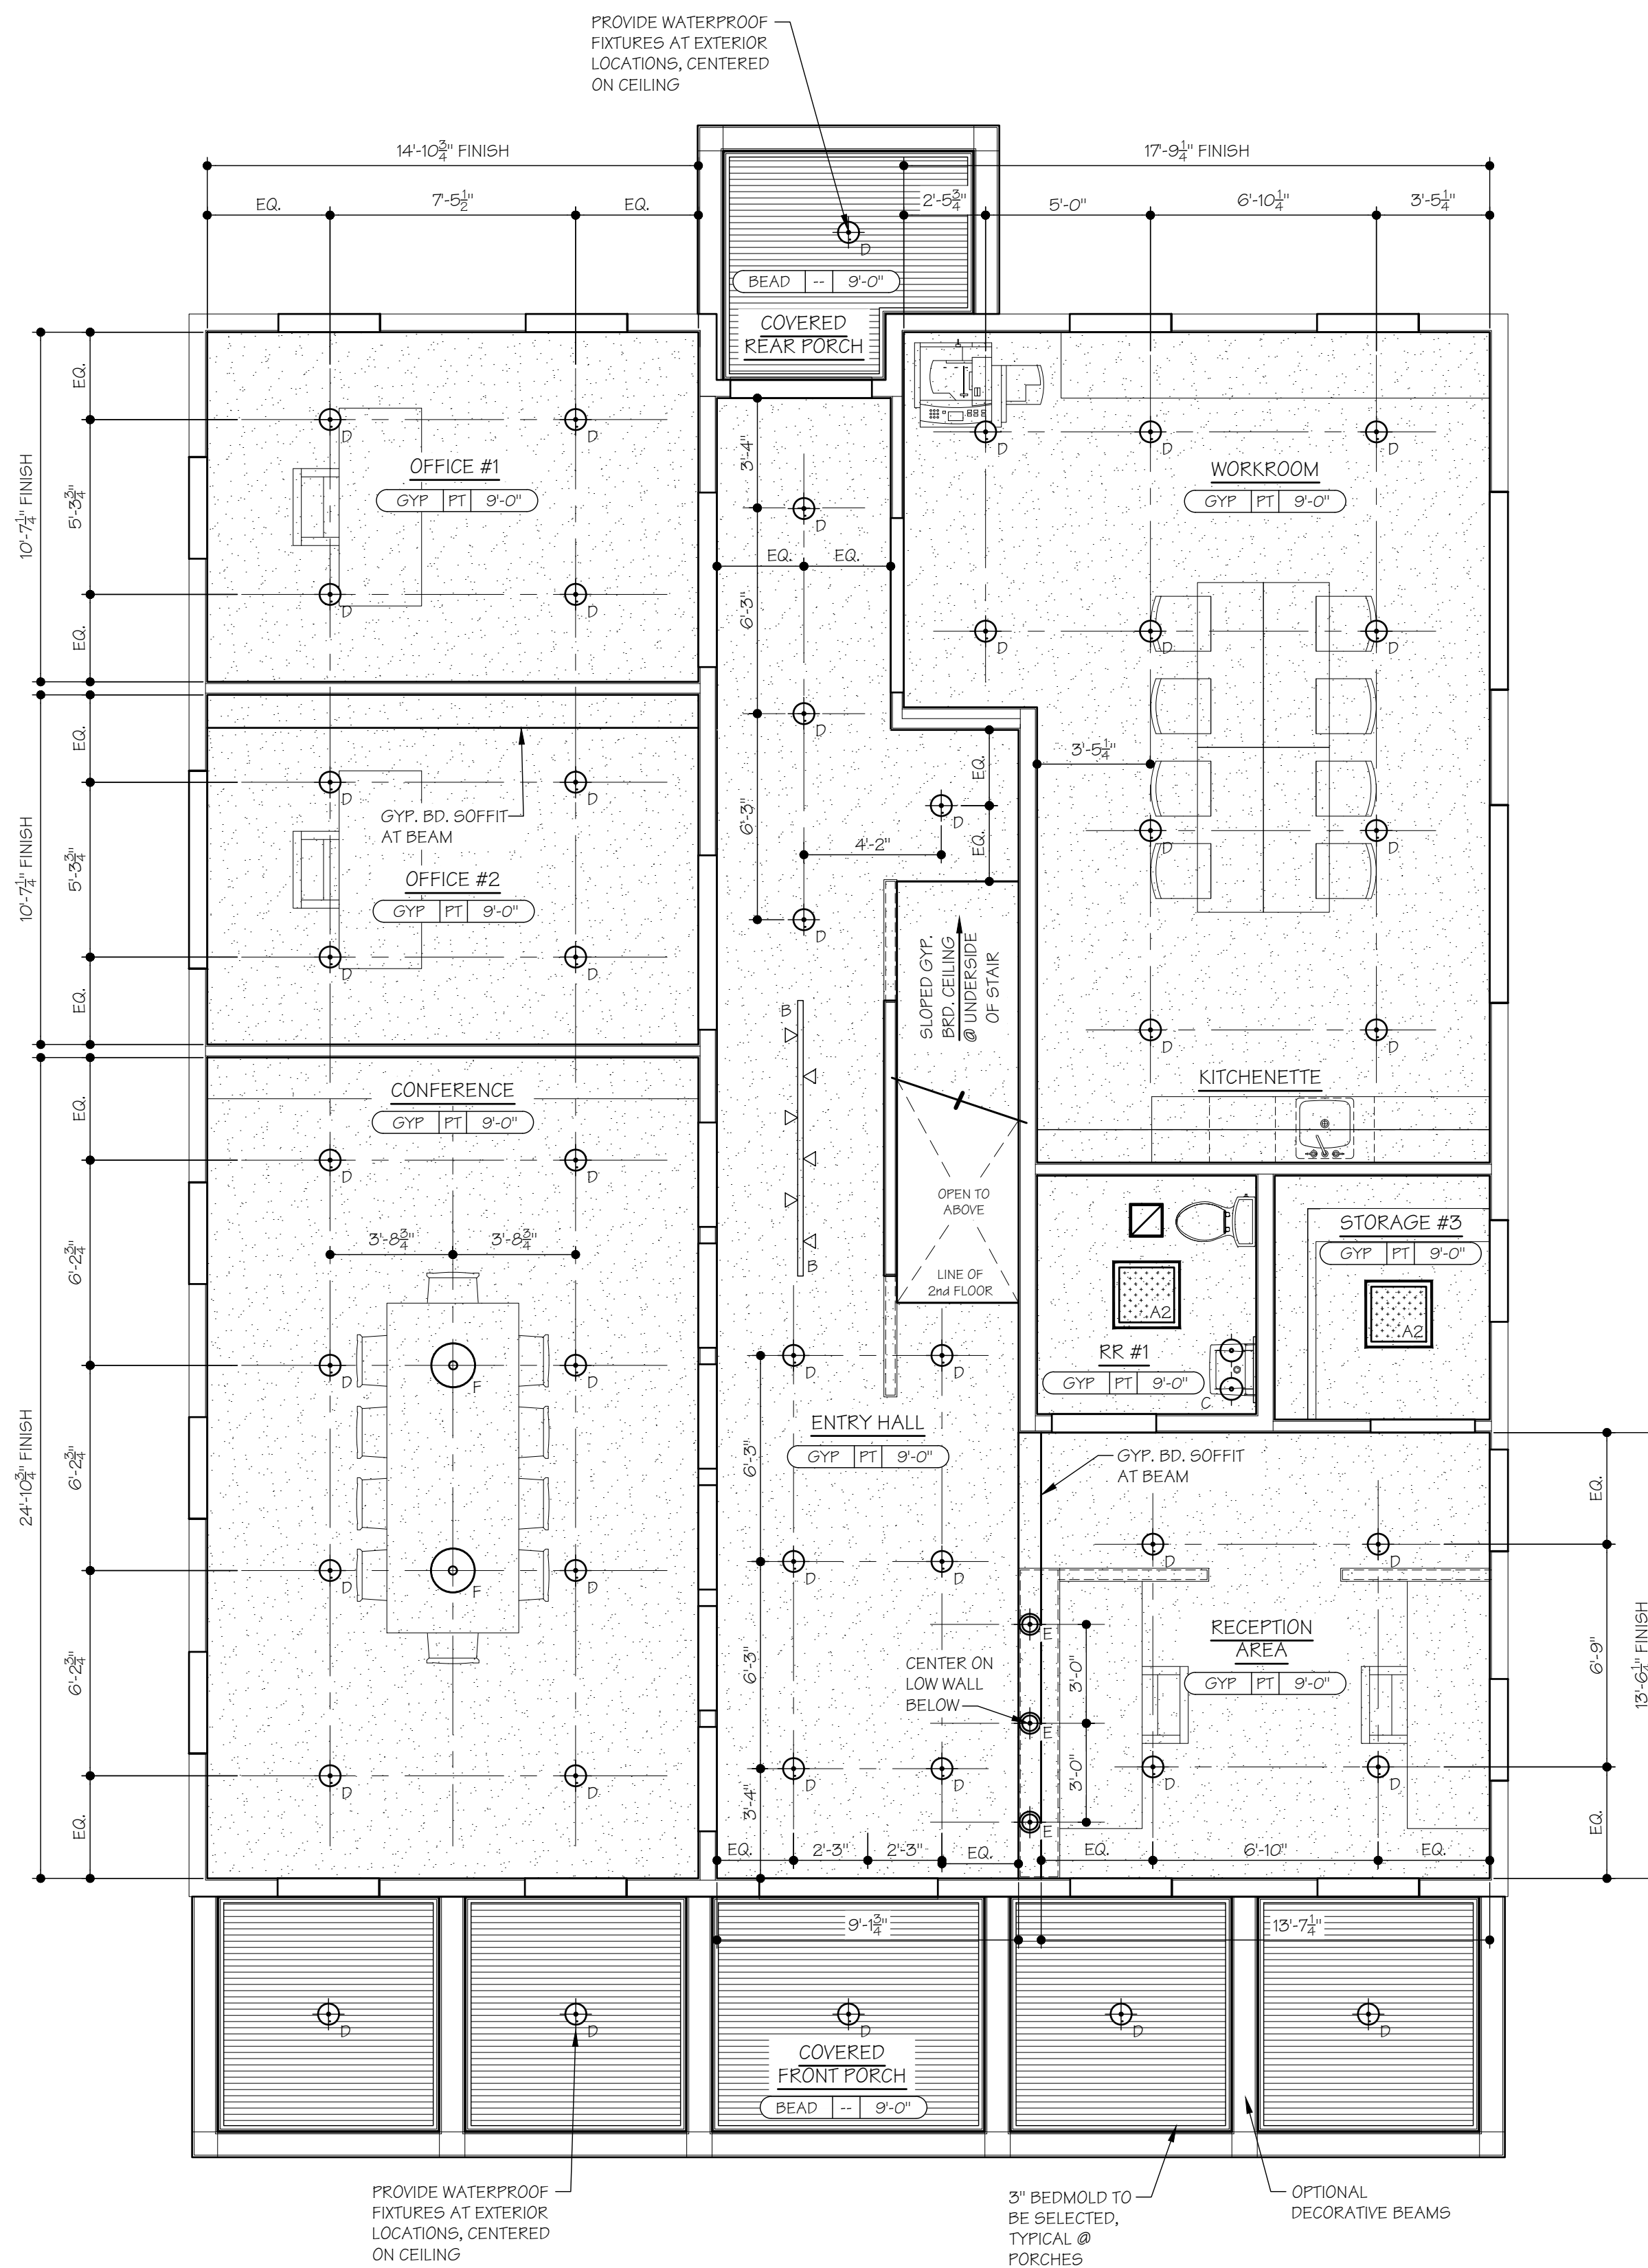 PROVIDE WATERPROOF
FIXTURES AT EXTERIOR
LOCATIONS, CENTERED
ON CEILING
14'-10 3/4" FINISH
17'-9 1/4" FINISH
EQ.
7'-5 1/2"
EQ.
2'-5 3/4"
5'-0"
6'-10 1/4"
3'-5 1/4"
D
BEAD -- 9'-0"
COVERED
REAR PORCH
EQ.
10'-7 1/4" FINISH
5'-3 3/4"
EQ.
D
D
OFFICE #1
GYP PT 9'-0"
D
D
3'-4"
D
EQ.
EQ.
6'-3"
D
6'-3"
D
D
D
D
WORKROOM
GYP PT 9'-0"
D
D
D
3'-5 1/4"
D
D
D
D
KITCHENETTE
EQ.
10'-7 1/4" FINISH
5'-3 3/4"
EQ.
D
D
GYP. BD. SOFFIT
AT BEAM
OFFICE #2
GYP PT 9'-0"
D
D
EQ.
D
EQ.
4'-2"
SLOPED GYP.
BRD. CEILING
@ UNDERSIDE
OF STAIR
B
B
OPEN TO
ABOVE
LINE OF
2nd FLOOR
EQ.
24'-10 3/4" FINISH
6'-2 3/4"
6'-2 3/4"
6'-2 3/4"
EQ.
CONFERENCE
GYP PT 9'-0"
D
D
3'-8 3/4"
3'-8 3/4"
D
F
D
D
F
D
D
D
STORAGE #3
GYP PT 9'-0"
A2
A2
RR #1
GYP PT 9'-0"
C
D
D
ENTRY HALL
GYP PT 9'-0"
6'-3"
D
D
6'-3"
D
D
3'-4"
EQ.
2'-3"
2'-3"
EQ.
GYP. BD. SOFFIT
AT BEAM
D
D
E
CENTER ON
LOW WALL
BELOW
E
E
3'-0"
3'-0"
RECEPTION
AREA
GYP PT 9'-0"
D
D
EQ.
6'-10"
EQ.
EQ.
6'-9"
13'-6 1/4" FINISH
EQ.
9'-1 3/4"
13'-7 1/4"
D
D
D
D
D
COVERED
FRONT PORCH
BEAD -- 9'-0"
PROVIDE WATERPROOF
FIXTURES AT EXTERIOR
LOCATIONS, CENTERED
ON CEILING
3" BEDMOLD TO
BE SELECTED,
TYPICAL @
PORCHES
OPTIONAL
DECORATIVE BEAMS